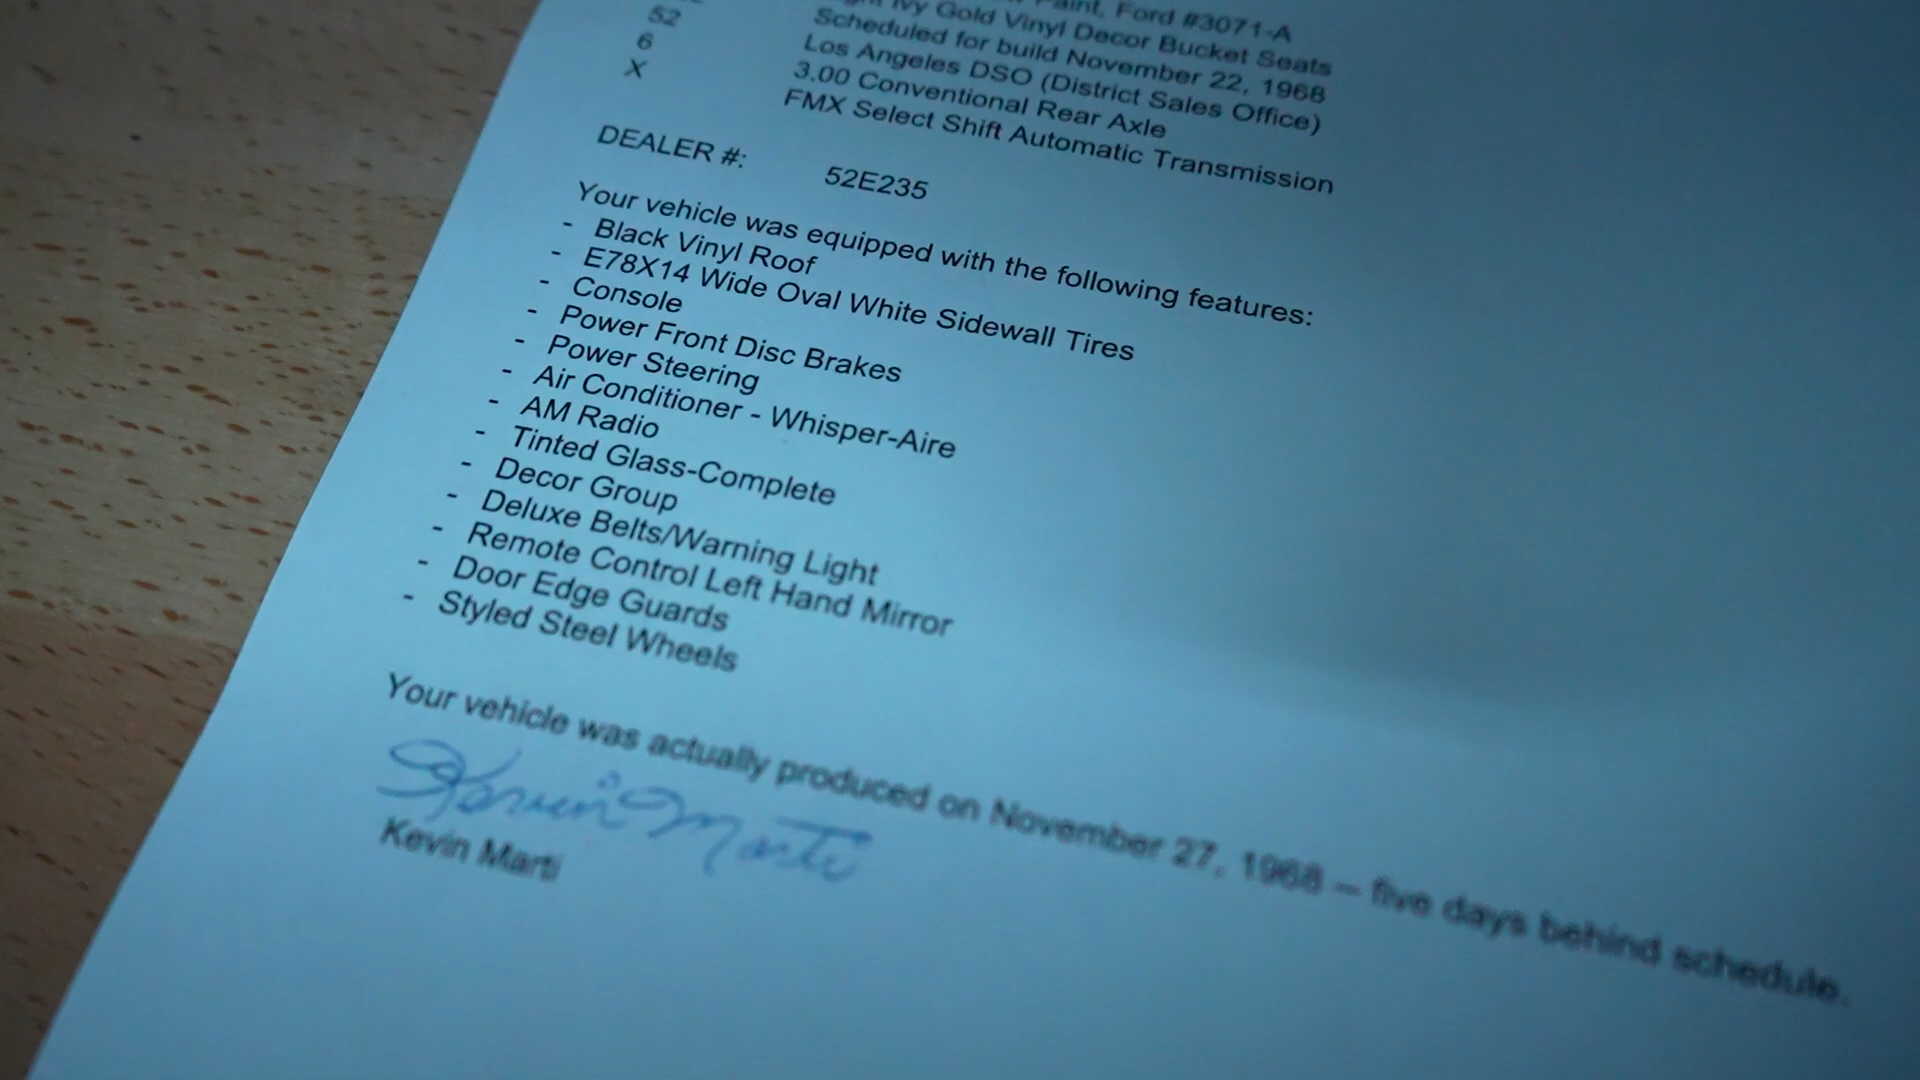 Paint, Ford #3071-A
Ivy Gold Vinyl Decor Bucket Seats
Scheduled for build November 22, 1968
52 Los Angeles DSO (District Sales Office)
6 3.00 Conventional Rear Axle
X FMX Select Shift Automatic Transmission
DEALER #: 52E235
Your vehicle was equipped with the following features:
- Black Vinyl Roof
- E78X14 Wide Oval White Sidewall Tires
- Console
- Power Front Disc Brakes
- Power Steering
- Air Conditioner - Whisper-Aire
- AM Radio
- Tinted Glass-Complete
- Decor Group
- Deluxe Belts/Warning Light
- Remote Control Left Hand Mirror
- Door Edge Guards
- Styled Steel Wheels
Your vehicle was actually produced on November 27, 1968 -- five days behind schedule.
Kevin Marti
Kevin Marti